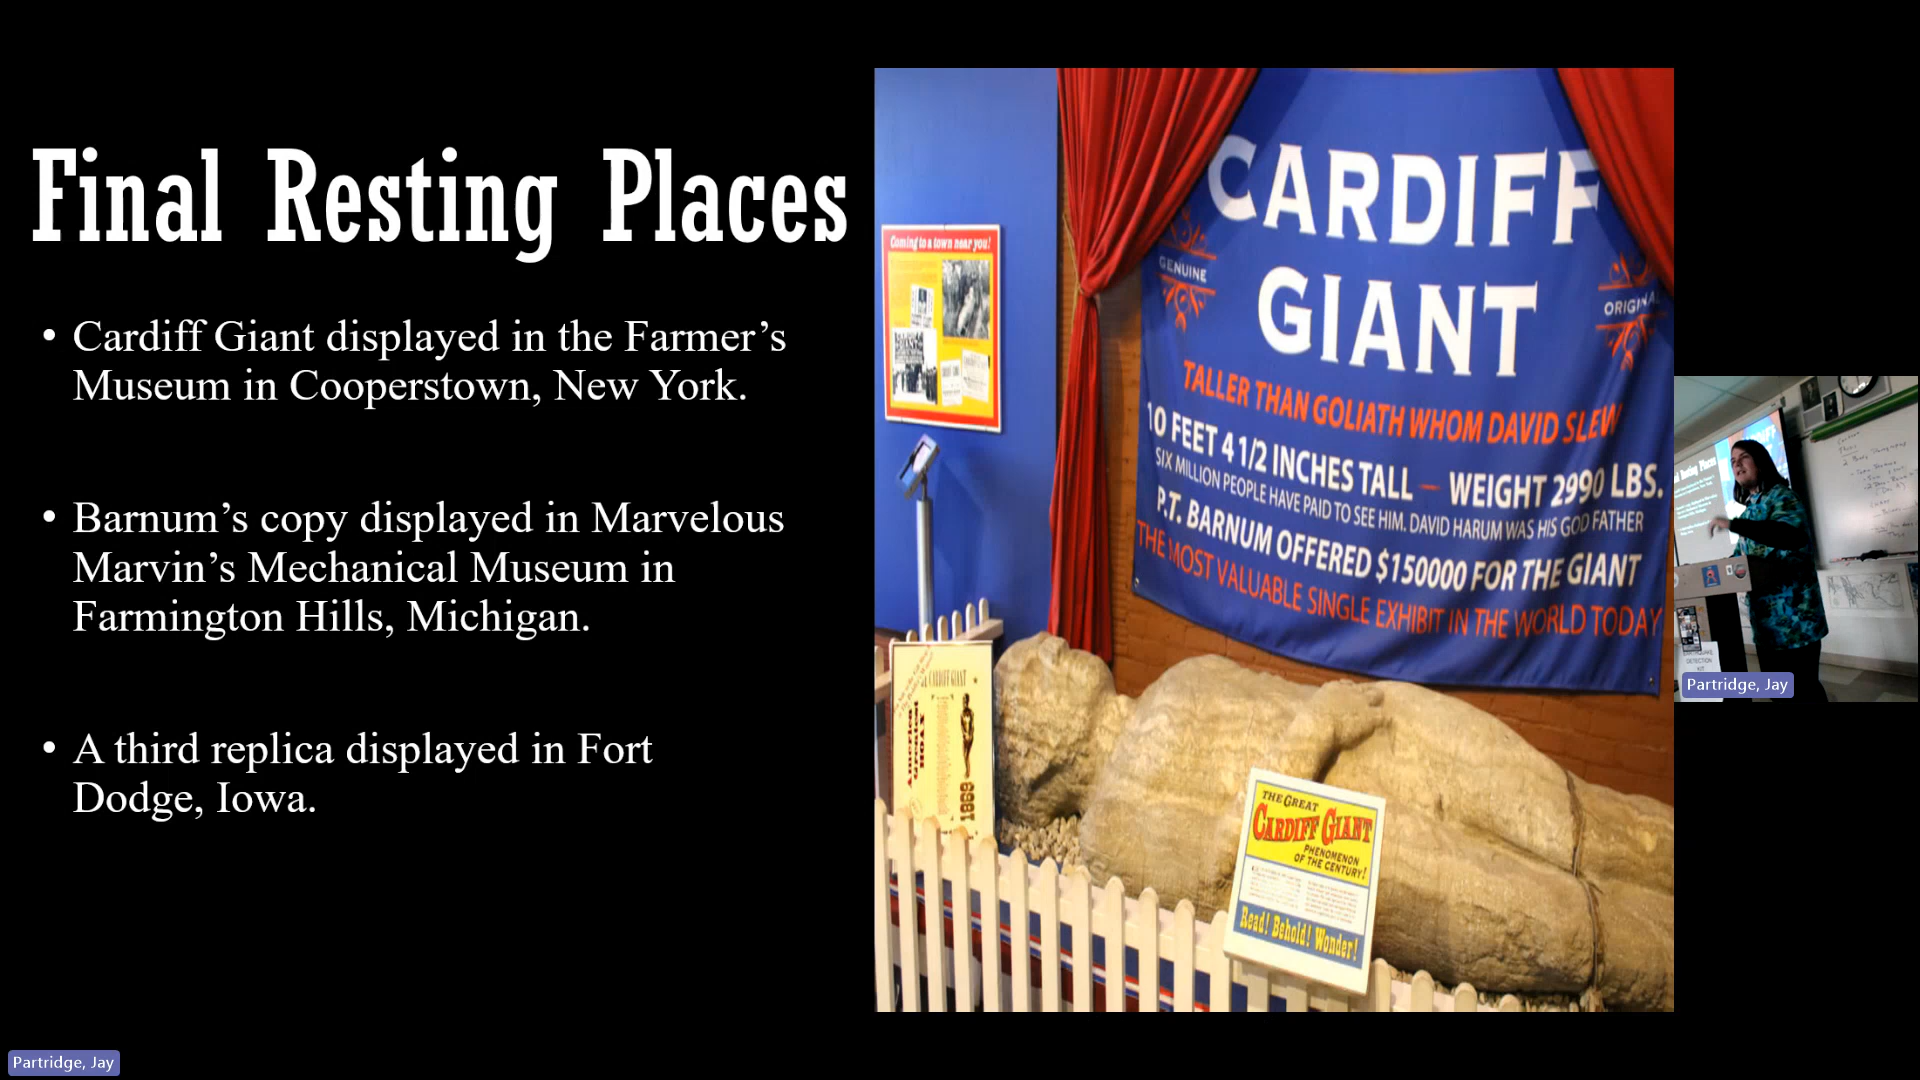 Final Resting Places
• Cardiff Giant displayed in the Farmer’s
Museum in Cooperstown, New York.
• Barnum’s copy displayed in Marvelous
Marvin’s Mechanical Museum in
Farmington Hills, Michigan.
• A third replica displayed in Fort
Dodge, Iowa.
Coming to a town near you!
CARDIFF
GIANT
GENUINE
ORIGINAL
TALLER THAN GOLIATH WHOM DAVID SLEW
10 FEET 4 1/2 INCHES TALL — WEIGHT 2990 LBS.
SIX MILLION PEOPLE HAVE PAID TO SEE HIM. DAVID HARUM WAS HIS GOD FATHER
P.T. BARNUM OFFERED $150000 FOR THE GIANT
THE MOST VALUABLE SINGLE EXHIBIT IN THE WORLD TODAY
CARDIFF GIANT
1869
THE GREAT
CARDIFF GIANT
PHENOMENON
OF THE CENTURY!
Read! Behold! Wonder!
Resting Places
Partridge, Jay
Partridge, Jay